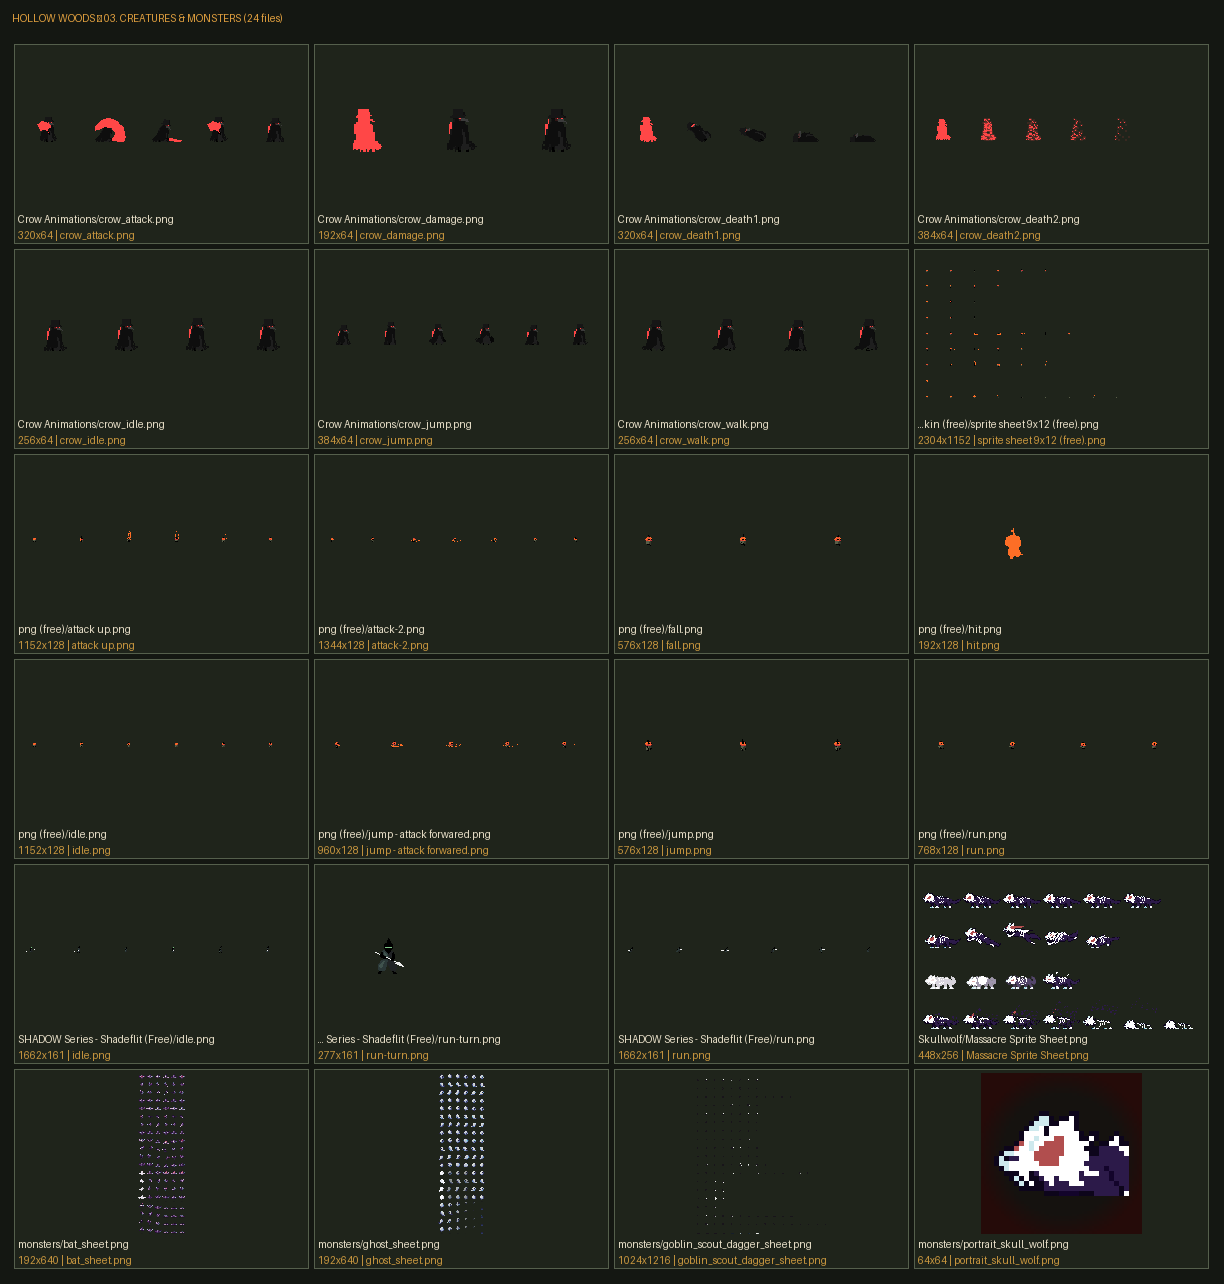 HOLLOW WOODS 03. CREATURES & MONSTERS (24 files)
Crow Animations/crow_attack.png
320x64 | crow_attack.png
Crow Animations/crow_damage.png
192x64 | crow_damage.png
Crow Animations/crow_death1.png
320x64 | crow_death1.png
Crow Animations/crow_death2.png
384x64 | crow_death2.png
Crow Animations/crow_idle.png
256x64 | crow_idle.png
Crow Animations/crow_jump.png
384x64 | crow_jump.png
Crow Animations/crow_walk.png
256x64 | crow_walk.png
...kin (free)/sprite sheet 9x12 (free).png
2304x1152 | sprite sheet 9x12 (free).png
png (free)/attack up.png
1152x128 | attack up.png
png (free)/attack-2.png
1344x128 | attack-2.png
png (free)/fall.png
576x128 | fall.png
png (free)/hit.png
192x128 | hit.png
png (free)/idle.png
1152x128 | idle.png
png (free)/jump - attack forwared.png
960x128 | jump - attack forwared.png
png (free)/jump.png
576x128 | jump.png
png (free)/run.png
768x128 | run.png
SHADOW Series - Shadeflit (Free)/idle.png
1662x161 | idle.png
... Series - Shadeflit (Free)/run-turn.png
277x161 | run-turn.png
SHADOW Series - Shadeflit (Free)/run.png
1662x161 | run.png
Skullwolf/Massacre Sprite Sheet.png
448x256 | Massacre Sprite Sheet.png
monsters/bat_sheet.png
192x640 | bat_sheet.png
monsters/ghost_sheet.png
192x640 | ghost_sheet.png
monsters/goblin_scout_dagger_sheet.png
1024x1216 | goblin_scout_dagger_sheet.png
monsters/portrait_skull_wolf.png
64x64 | portrait_skull_wolf.png